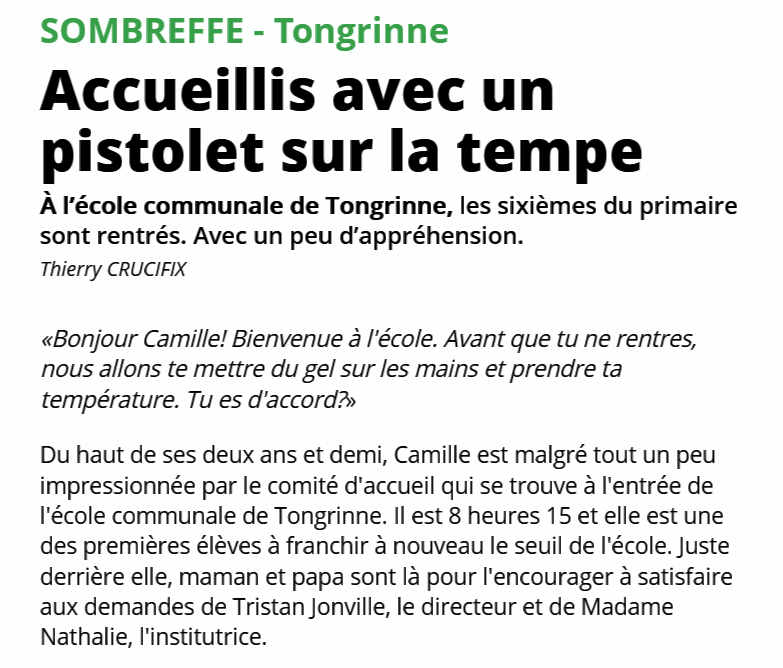 SOMBREFFE - Tongrinne
Accueillis avec un
pistolet sur la tempe
À l’école communale de Tongrinne, les sixièmes du primaire
sont rentrés. Avec un peu d’appréhension.
Thierry CRUCIFIX
«Bonjour Camille! Bienvenue à l'école. Avant que tu ne rentres,
nous allons te mettre du gel sur les mains et prendre ta
température. Tu es d'accord?»
Du haut de ses deux ans et demi, Camille est malgré tout un peu
impressionnée par le comité d'accueil qui se trouve à l'entrée de
l'école communale de Tongrinne. Il est 8 heures 15 et elle est une
des premières élèves à franchir à nouveau le seuil de l'école. Juste
derrière elle, maman et papa sont là pour l'encourager à satisfaire
aux demandes de Tristan Jonville, le directeur et de Madame
Nathalie, l'institutrice.